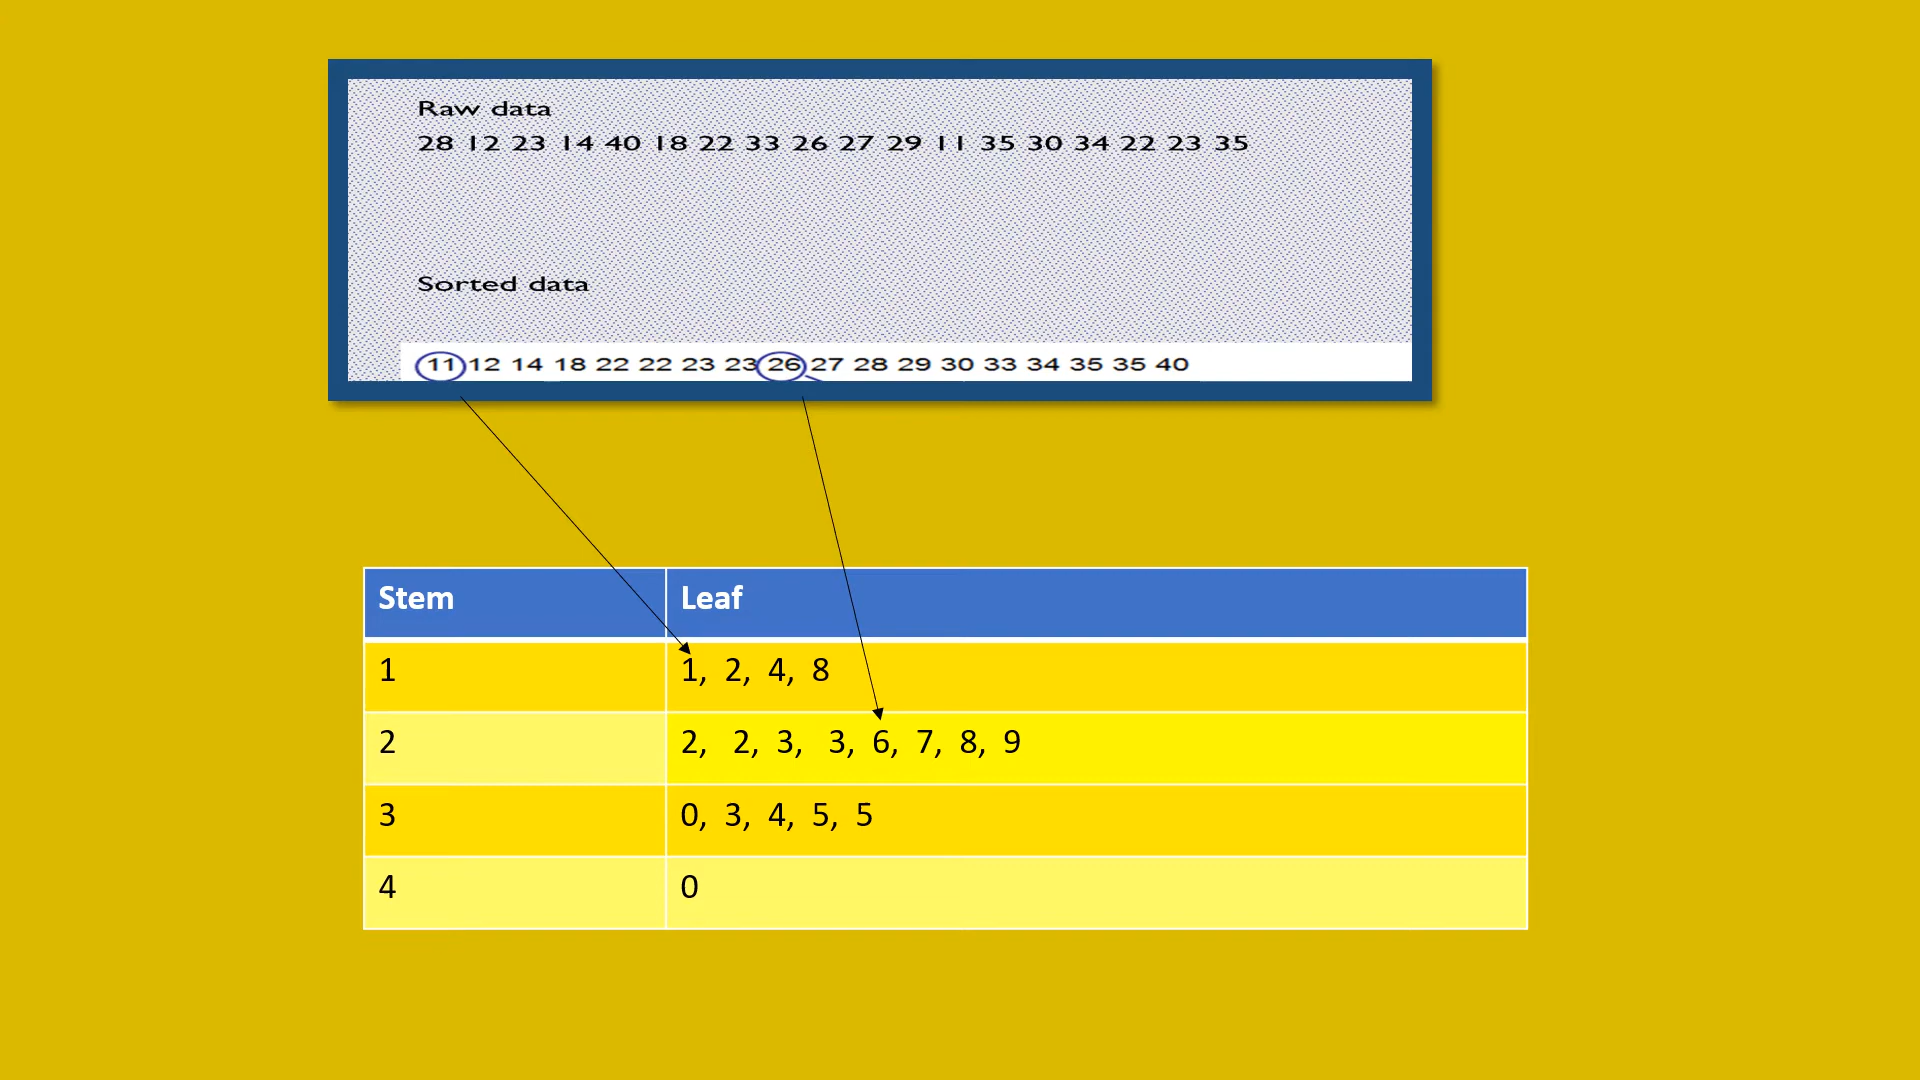 Raw data
28 12 23 14 40 18 22 33 26 27 29 11 35 30 34 22 23 35
Sorted data
11 12 14 18 22 22 23 23 26 27 28 29 30 33 34 35 35 40
Stem Leaf
1 1, 2, 4, 8
2 2, 2, 3, 3, 6, 7, 8, 9
3 0, 3, 4, 5, 5
4 0